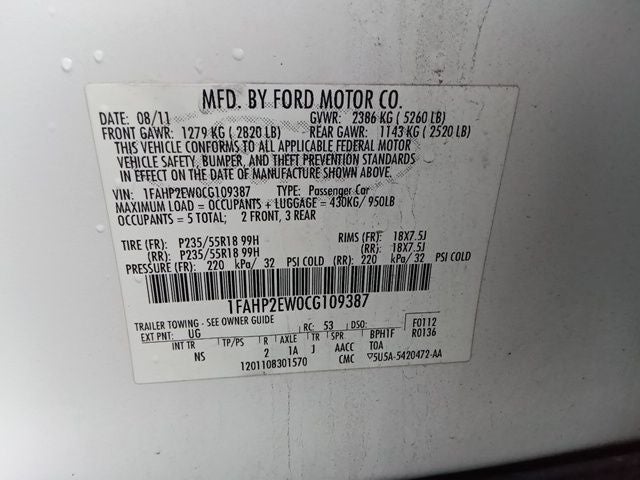 MFD. BY FORD MOTOR CO.
DATE: 08/11 GVWR: 2386 KG ( 5260 LB)
FRONT GAWR: 1279 KG ( 2820 LB) REAR GAWR: 1143 KG ( 2520 LB)
THIS VEHICLE CONFORMS TO ALL APPLICABLE FEDERAL MOTOR
VEHICLE SAFETY, BUMPER, AND THEFT PREVENTION STANDARDS
IN EFFECT ON THE DATE OF MANUFACTURE SHOWN ABOVE.
VIN: 1FAHP2EW0CG109387 TYPE: Passenger Car
MAXIMUM LOAD = OCCUPANTS + LUGGAGE = 430KG/ 950LB
OCCUPANTS = 5 TOTAL; 2 FRONT, 3 REAR
TIRE (FR): P235/55R18 99H RIMS (FR): 18X7.5J
(RR): P235/55R18 99H (RR): 18X7.5J
PRESSURE (FR): 220 kPa/ 32 PSI COLD (RR): 220 kPa/ 32 PSI COLD
1FAHP2EW0CG109387
TRAILER TOWING - SEE OWNER GUIDE
EXT PNT: UG RC: 53 DSO: F0112
INT TR TP/PS R AXLE TR SPR BPH1F R0136
NS 2 1A J AACC TOA
1201108301570 CMC ▽5U5A-5420472-AA